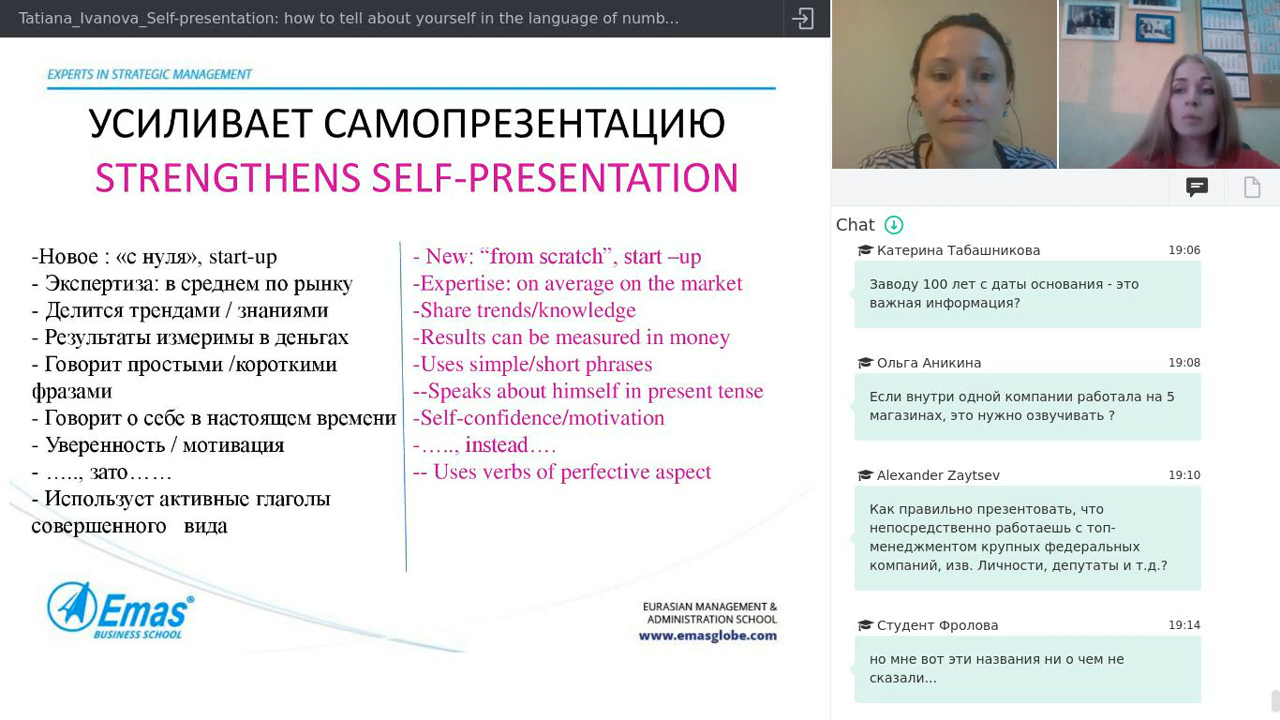 Tatiana_Ivanova_Self-presentation: how to tell about yourself in the language of numb...
EXPERTS IN STRATEGIC MANAGEMENT
УСИЛИВАЕТ САМОПРЕЗЕНТАЦИЮ
STRENGTHENS SELF-PRESENTATION
-Новое : «с нуля», start-up
- Экспертиза: в среднем по рынку
- Делится трендами / знаниями
- Результаты измеримы в деньгах
- Говорит простыми /короткими
фразами
- Говорит о себе в настоящем времени
- Уверенность / мотивация
- ….., зато……
- Использует активные глаголы
совершенного вида
- New: “from scratch”, start –up
-Expertise: on average on the market
-Share trends/knowledge
-Results can be measured in money
-Uses simple/short phrases
--Speaks about himself in present tense
-Self-confidence/motivation
-….., instead….
-- Uses verbs of perfective aspect
Emas®
BUSINESS SCHOOL
EURASIAN MANAGEMENT &
ADMINISTRATION SCHOOL
www.emasglobe.com
Chat
Катерина Табашникова 19:06
Заводу 100 лет с даты основания - это
важная информация?
Ольга Аникина 19:08
Если внутри одной компании работала на 5
магазинах, это нужно озвучивать ?
Alexander Zaytsev 19:10
Как правильно презентовать, что
непосредственно работаешь с топ-
менеджментом крупных федеральных
компаний, изв. Личности, депутаты и т.д.?
Студент Фролова 19:14
но мне вот эти названия ни о чем не
сказали...